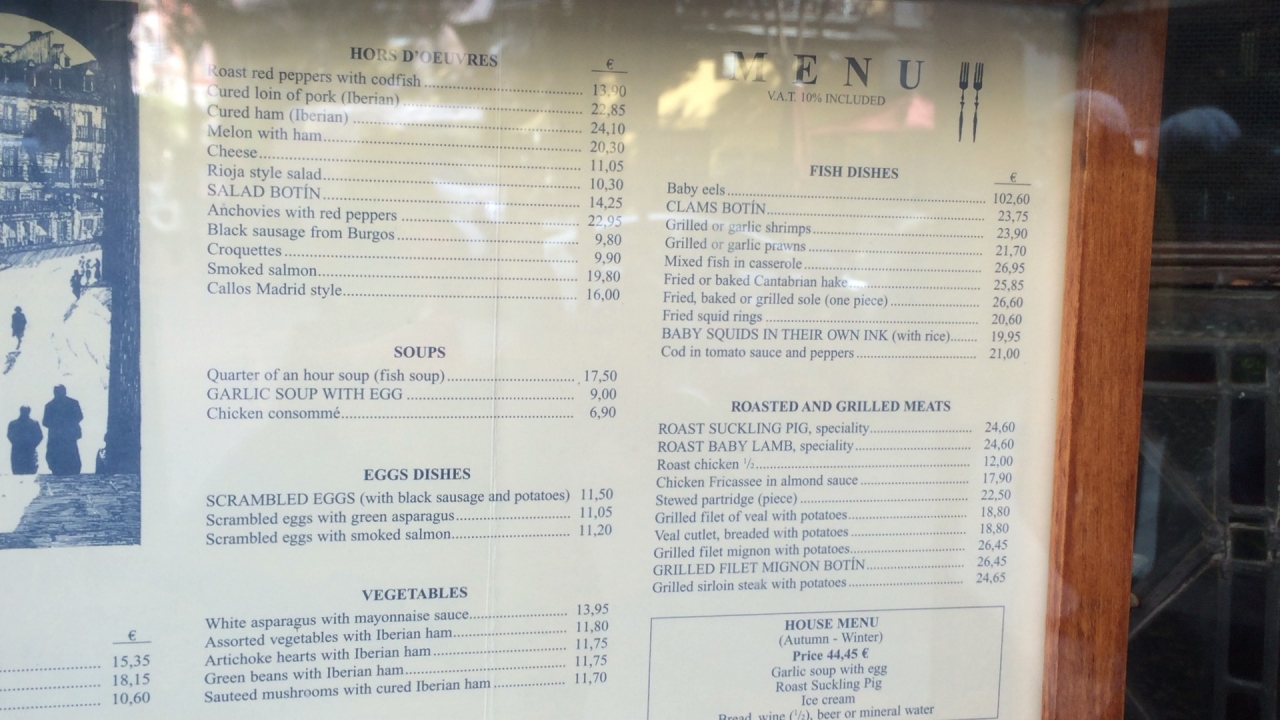 HORS D'OEUVRES
€
Roast red peppers with codfish 13,90
Cured loin of pork (Iberian) 22,85
Cured ham (Iberian) 24,10
Melon with ham 20,30
Cheese 11,05
Rioja style salad 10,30
SALAD BOTÍN 14,25
Anchovies with red peppers 22,95
Black sausage from Burgos 9,80
Croquettes 9,90
Smoked salmon 19,80
Callos Madrid style 16,00
SOUPS
Quarter of an hour soup (fish soup) 17,50
GARLIC SOUP WITH EGG 9,00
Chicken consommé 6,90
EGGS DISHES
SCRAMBLED EGGS (with black sausage and potatoes) 11,50
Scrambled eggs with green asparagus 11,05
Scrambled eggs with smoked salmon 11,20
VEGETABLES
White asparagus with mayonnaise sauce 13,95
Assorted vegetables with Iberian ham 11,80
Artichoke hearts with Iberian ham 11,75
Green beans with Iberian ham 11,75
Sauteed mushrooms with cured Iberian ham 11,70
€
15,35
18,15
10,60
MENU
V.A.T. 10% INCLUDED
FISH DISHES
€
Baby eels 102,60
CLAMS BOTÍN 23,75
Grilled or garlic shrimps 23,90
Grilled or garlic prawns 21,70
Mixed fish in casserole 26,95
Fried or baked Cantabrian hake 25,85
Fried, baked or grilled sole (one piece) 26,60
Fried squid rings 20,60
BABY SQUIDS IN THEIR OWN INK (with rice) 19,95
Cod in tomato sauce and peppers 21,00
ROASTED AND GRILLED MEATS
ROAST SUCKLING PIG, speciality 24,60
ROAST BABY LAMB, speciality 24,60
Roast chicken 1/2 12,00
Chicken Fricassee in almond sauce 17,90
Stewed partridge (piece) 22,50
Grilled filet of veal with potatoes 18,80
Veal cutlet, breaded with potatoes 18,80
Grilled filet mignon with potatoes 26,45
GRILLED FILET MIGNON BOTÍN 26,45
Grilled sirloin steak with potatoes 24,65
HOUSE MENU
(Autumn - Winter)
Price 44,45 €
Garlic soup with egg
Roast Suckling Pig
Ice cream
Bread, wine (1/2), beer or mineral water